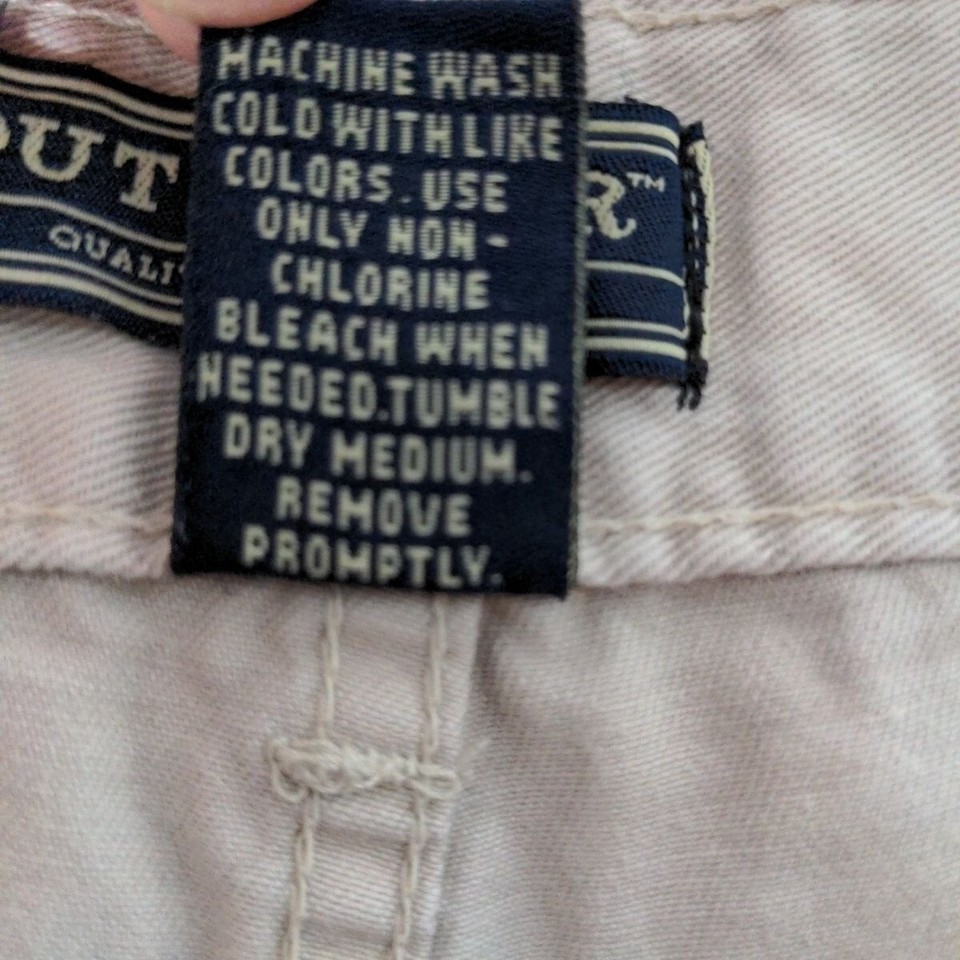 MACHINE WASH
COLD WITH LIKE
COLORS. USE
ONLY NON-
CHLORINE
BLEACH WHEN
NEEDED. TUMBLE
DRY MEDIUM.
REMOVE
PROMPTLY.